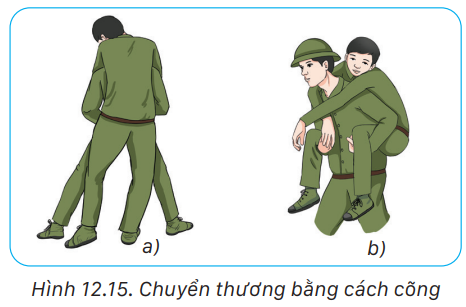 a)
b)
Hình 12.15. Chuyển thương bằng cách cõng